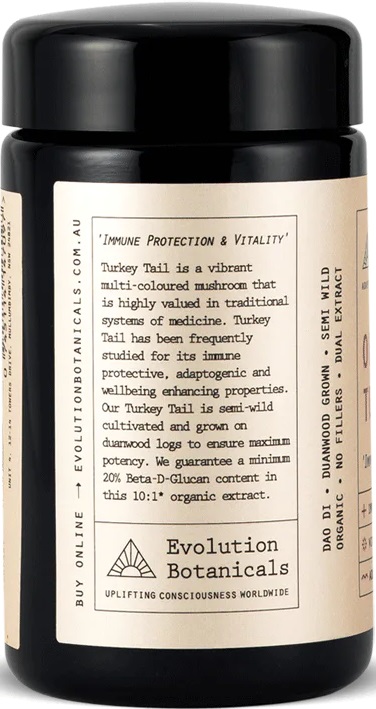 'IMMUNE PROTECTION & VITALITY'
Turkey Tail is a vibrant
multi-coloured mushroom that
is highly valued in traditional
systems of medicine. Turkey
Tail has been frequently
studied for its immune
protective, adaptogenic and
wellbeing enhancing properties.
Our Turkey Tail is semi-wild
cultivated and grown on
duanwood logs to ensure maximum
potency. We guarantee a minimum
20% Beta-D-Glucan content in
this 10:1* organic extract.
Evolution
Botanicals
UPLIFTING CONSCIOUSNESS WORLDWIDE
BUY ONLINE → EVOLUTIONBOTANICALS.COM.AU
DAO DI • DUANWOOD GROWN • SEMI WILD
ORGANIC • NO FILLERS • DUAL EXTRACT